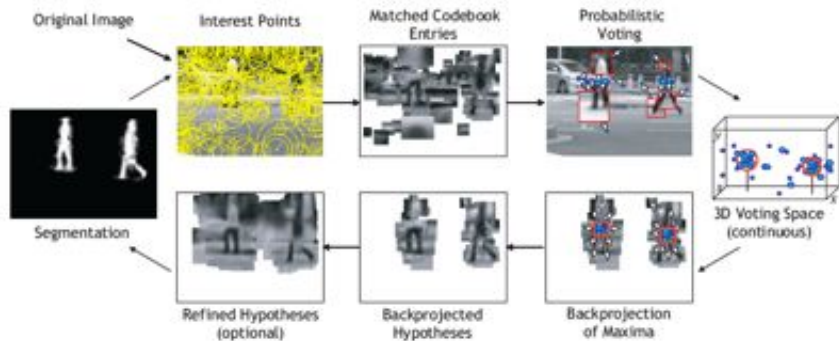 Original Image
Interest Points
Matched Codebook
Entries
Probabilistic
Voting
3D Voting Space
(continuous)
Segmentation
Refined Hypotheses
(optional)
Backprojected
Hypotheses
Backprojection
of Maxima